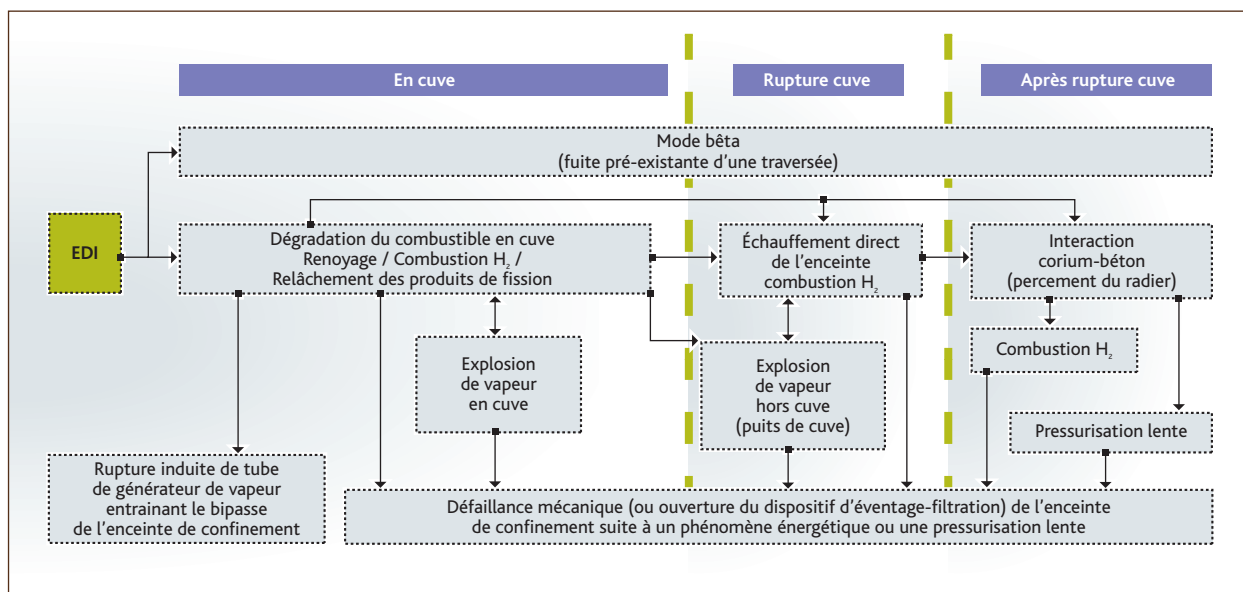 En cuve
Rupture cuve
Après rupture cuve
Mode bêta
(fuite pré-existante d'une traversée)
EDI
Dégradation du combustible en cuve
Renoyage / Combustion H₂ /
Relâchement des produits de fission
Échauffement direct
de l'enceinte
combustion H₂
Interaction
corium-béton
(percement du radier)
Explosion
de vapeur
en cuve
Explosion
de vapeur
hors cuve
(puits de cuve)
Combustion H₂
Pressurisation lente
Rupture induite de tube
de générateur de vapeur
entrainant le bipasse
de l'enceinte de confinement
Défaillance mécanique (ou ouverture du dispositif d'éventage-filtration) de l'enceinte
de confinement suite à un phénomène énergétique ou une pressurisation lente